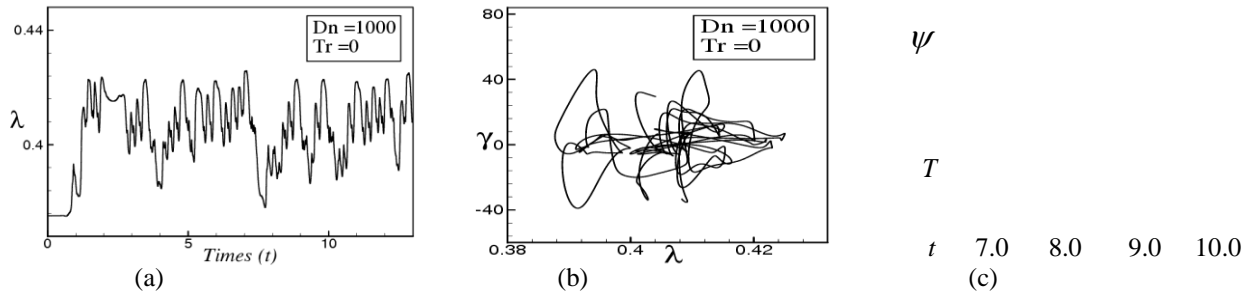 0.44
Dn =1000
Tr =0
λ
0.4
0
5
10
Times (t)
(a)
80
Dn =1000
Tr =0
40
γ
0
-40
0.38
0.4
λ
0.42
(b)
ψ
T
t 7.0 8.0 9.0 10.0
(c)